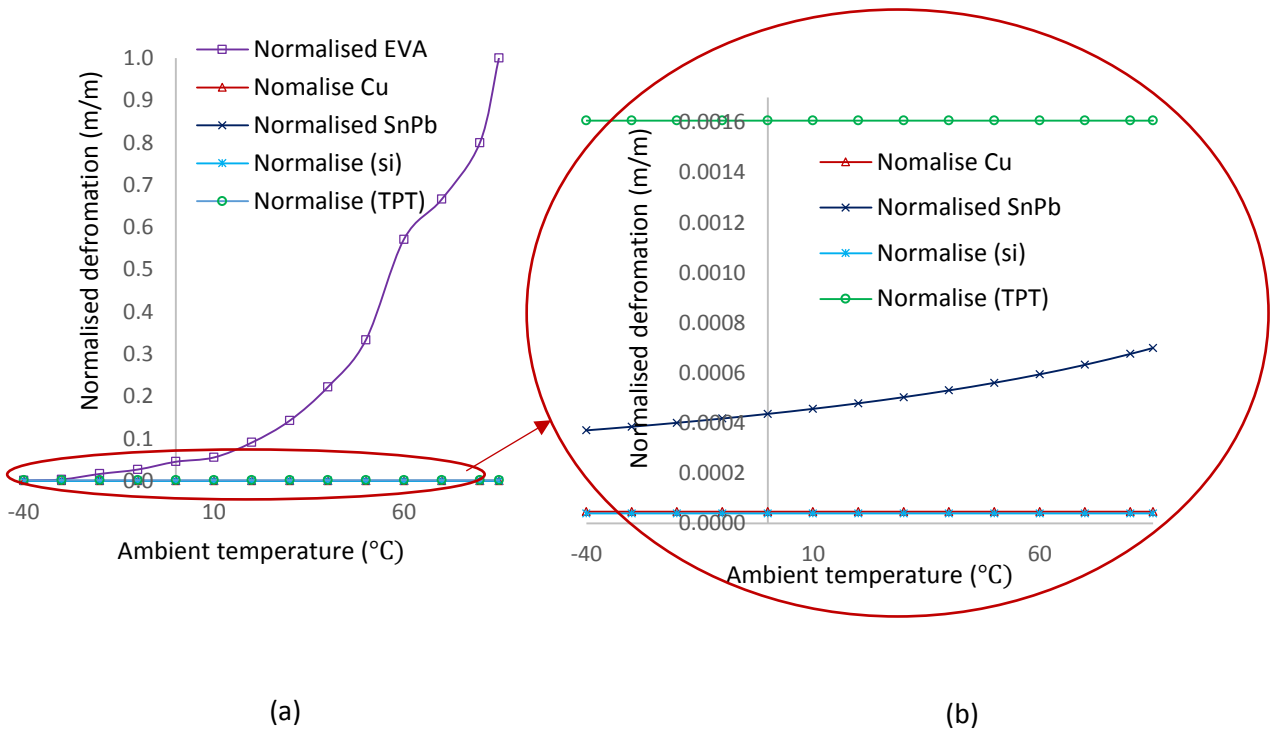 Normalised defromation (m/m)
1.0
0.9
0.8
0.7
0.6
0.5
0.4
0.3
0.2
0.1
0.0
-40
10
60
Ambient temperature (°C)
Normalised EVA
Nomalise Cu
Normalised SnPb
Normalise (si)
Normalise (TPT)
(a)
Normalised defromation (m/m)
0.0016
0.0014
0.0012
0.0010
0.0008
0.0006
0.0004
0.0002
0.0000
-40
10
60
Ambient temperature (°C)
Nomalise Cu
Normalised SnPb
Normalise (si)
Normalise (TPT)
(b)